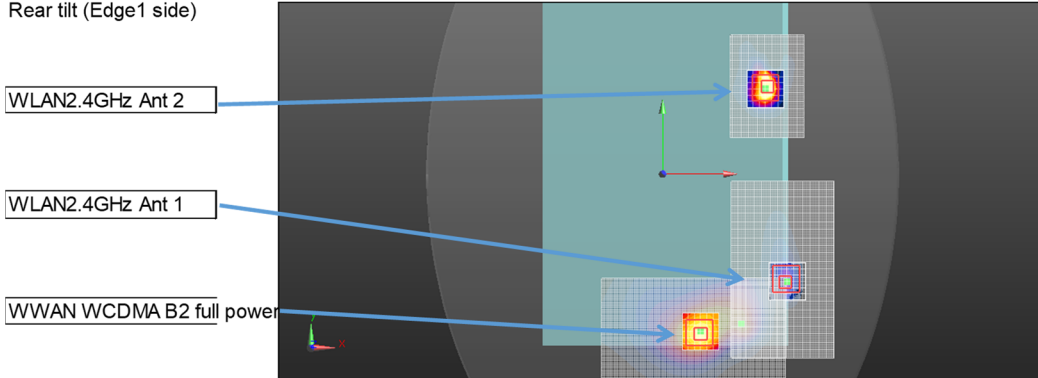 Rear tilt (Edge1 side)
WLAN2.4GHz Ant 2
WLAN2.4GHz Ant 1
WWAN WCDMA B2 full power
X